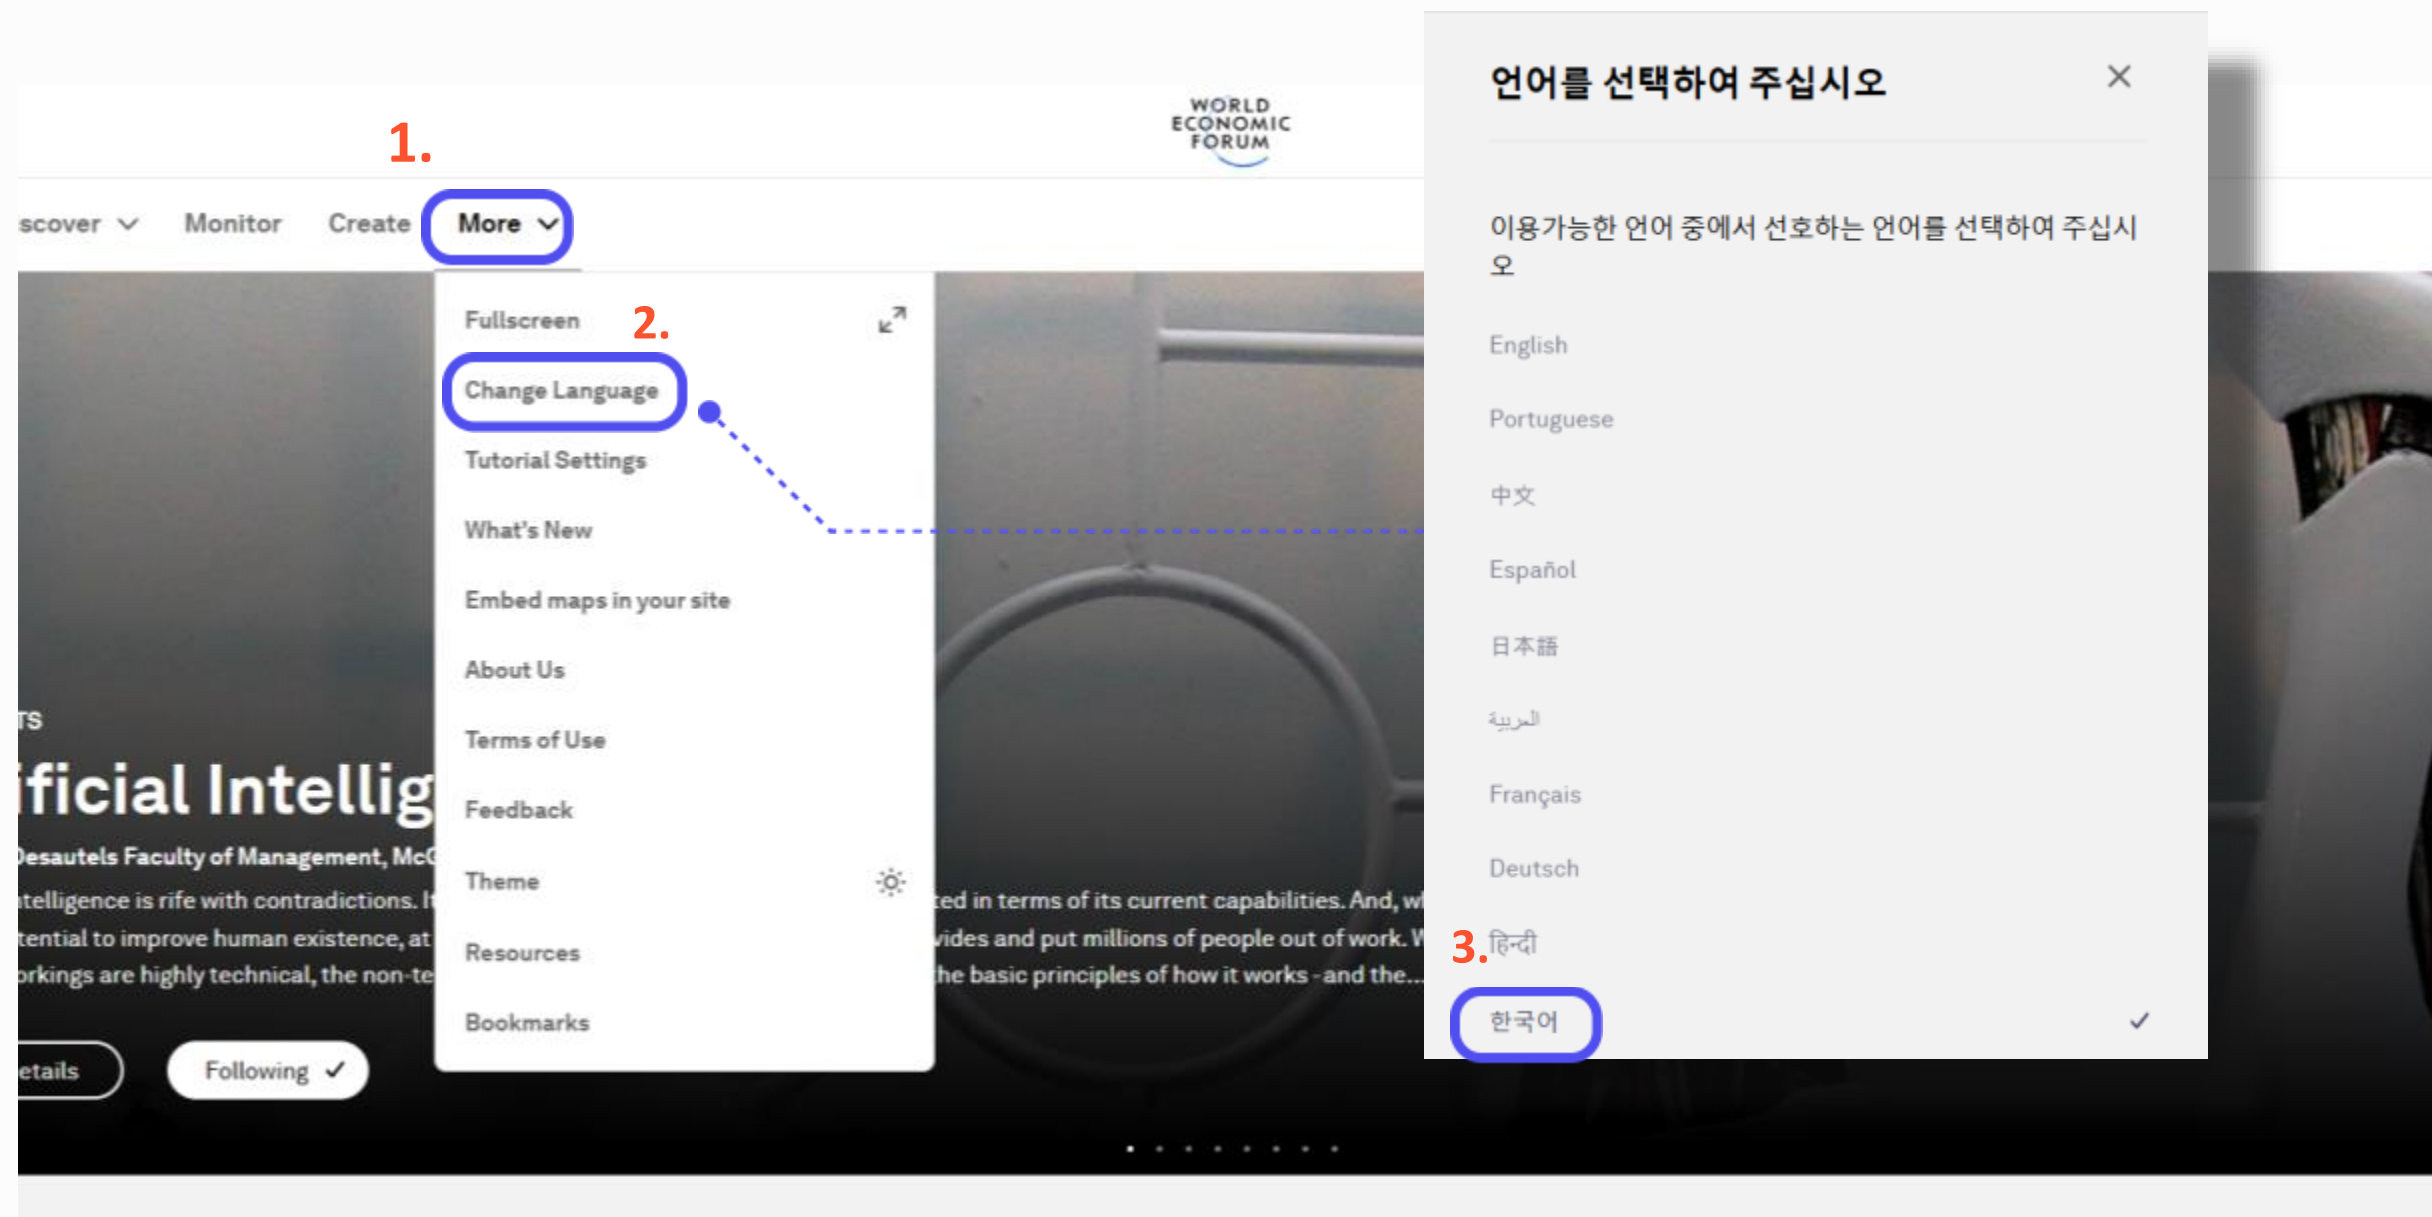 WORLD
ECONOMIC
FORUM
1.
scover
Monitor
Create
More
Fullscreen
2.
Change Language
Tutorial Settings
What's New
Embed maps in your site
About Us
Terms of Use
Feedback
Theme
Resources
Bookmarks
TS
ificial Intellig
Desautels Faculty of Management, McG
ntelligence is rife with contradictions. It
ted in terms of its current capabilities. And, wh
tential to improve human existence, at
vides and put millions of people out of work. W
orkings are highly technical, the non-te
he basic principles of how it works - and the...
etails
Following
언어를 선택하여 주십시오
이용가능한 언어 중에서 선호하는 언어를 선택하여 주십시
오
English
Portuguese
中文
Español
日本語
العربية
Français
Deutsch
3.
हिन्दी
한국어